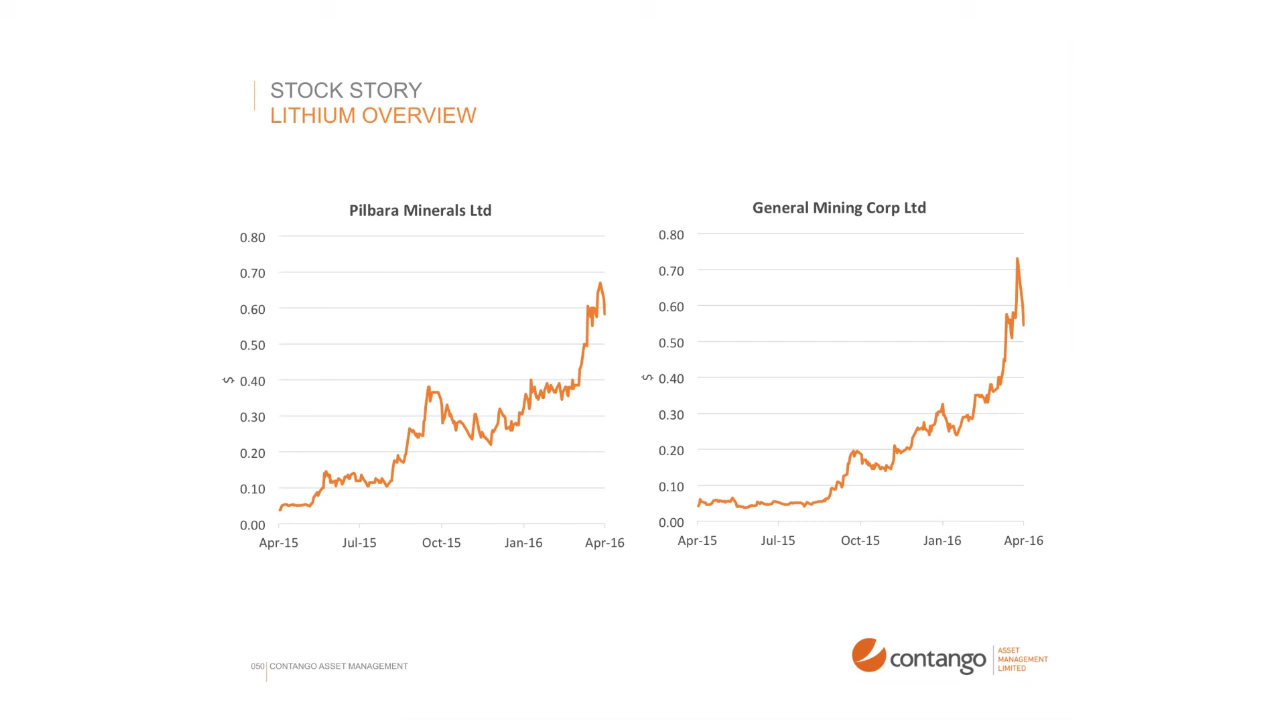 STOCK STORY
LITHIUM OVERVIEW
Pilbara Minerals Ltd
0.80
0.70
0.60
0.50
$ 0.40
0.30
0.20
0.10
0.00
Apr-15 Jul-15 Oct-15 Jan-16 Apr-16
General Mining Corp Ltd
0.80
0.70
0.60
0.50
$ 0.40
0.30
0.20
0.10
0.00
Apr-15 Jul-15 Oct-15 Jan-16 Apr-16
050 CONTANGO ASSET MANAGEMENT
contango
ASSET
MANAGEMENT
LIMITED